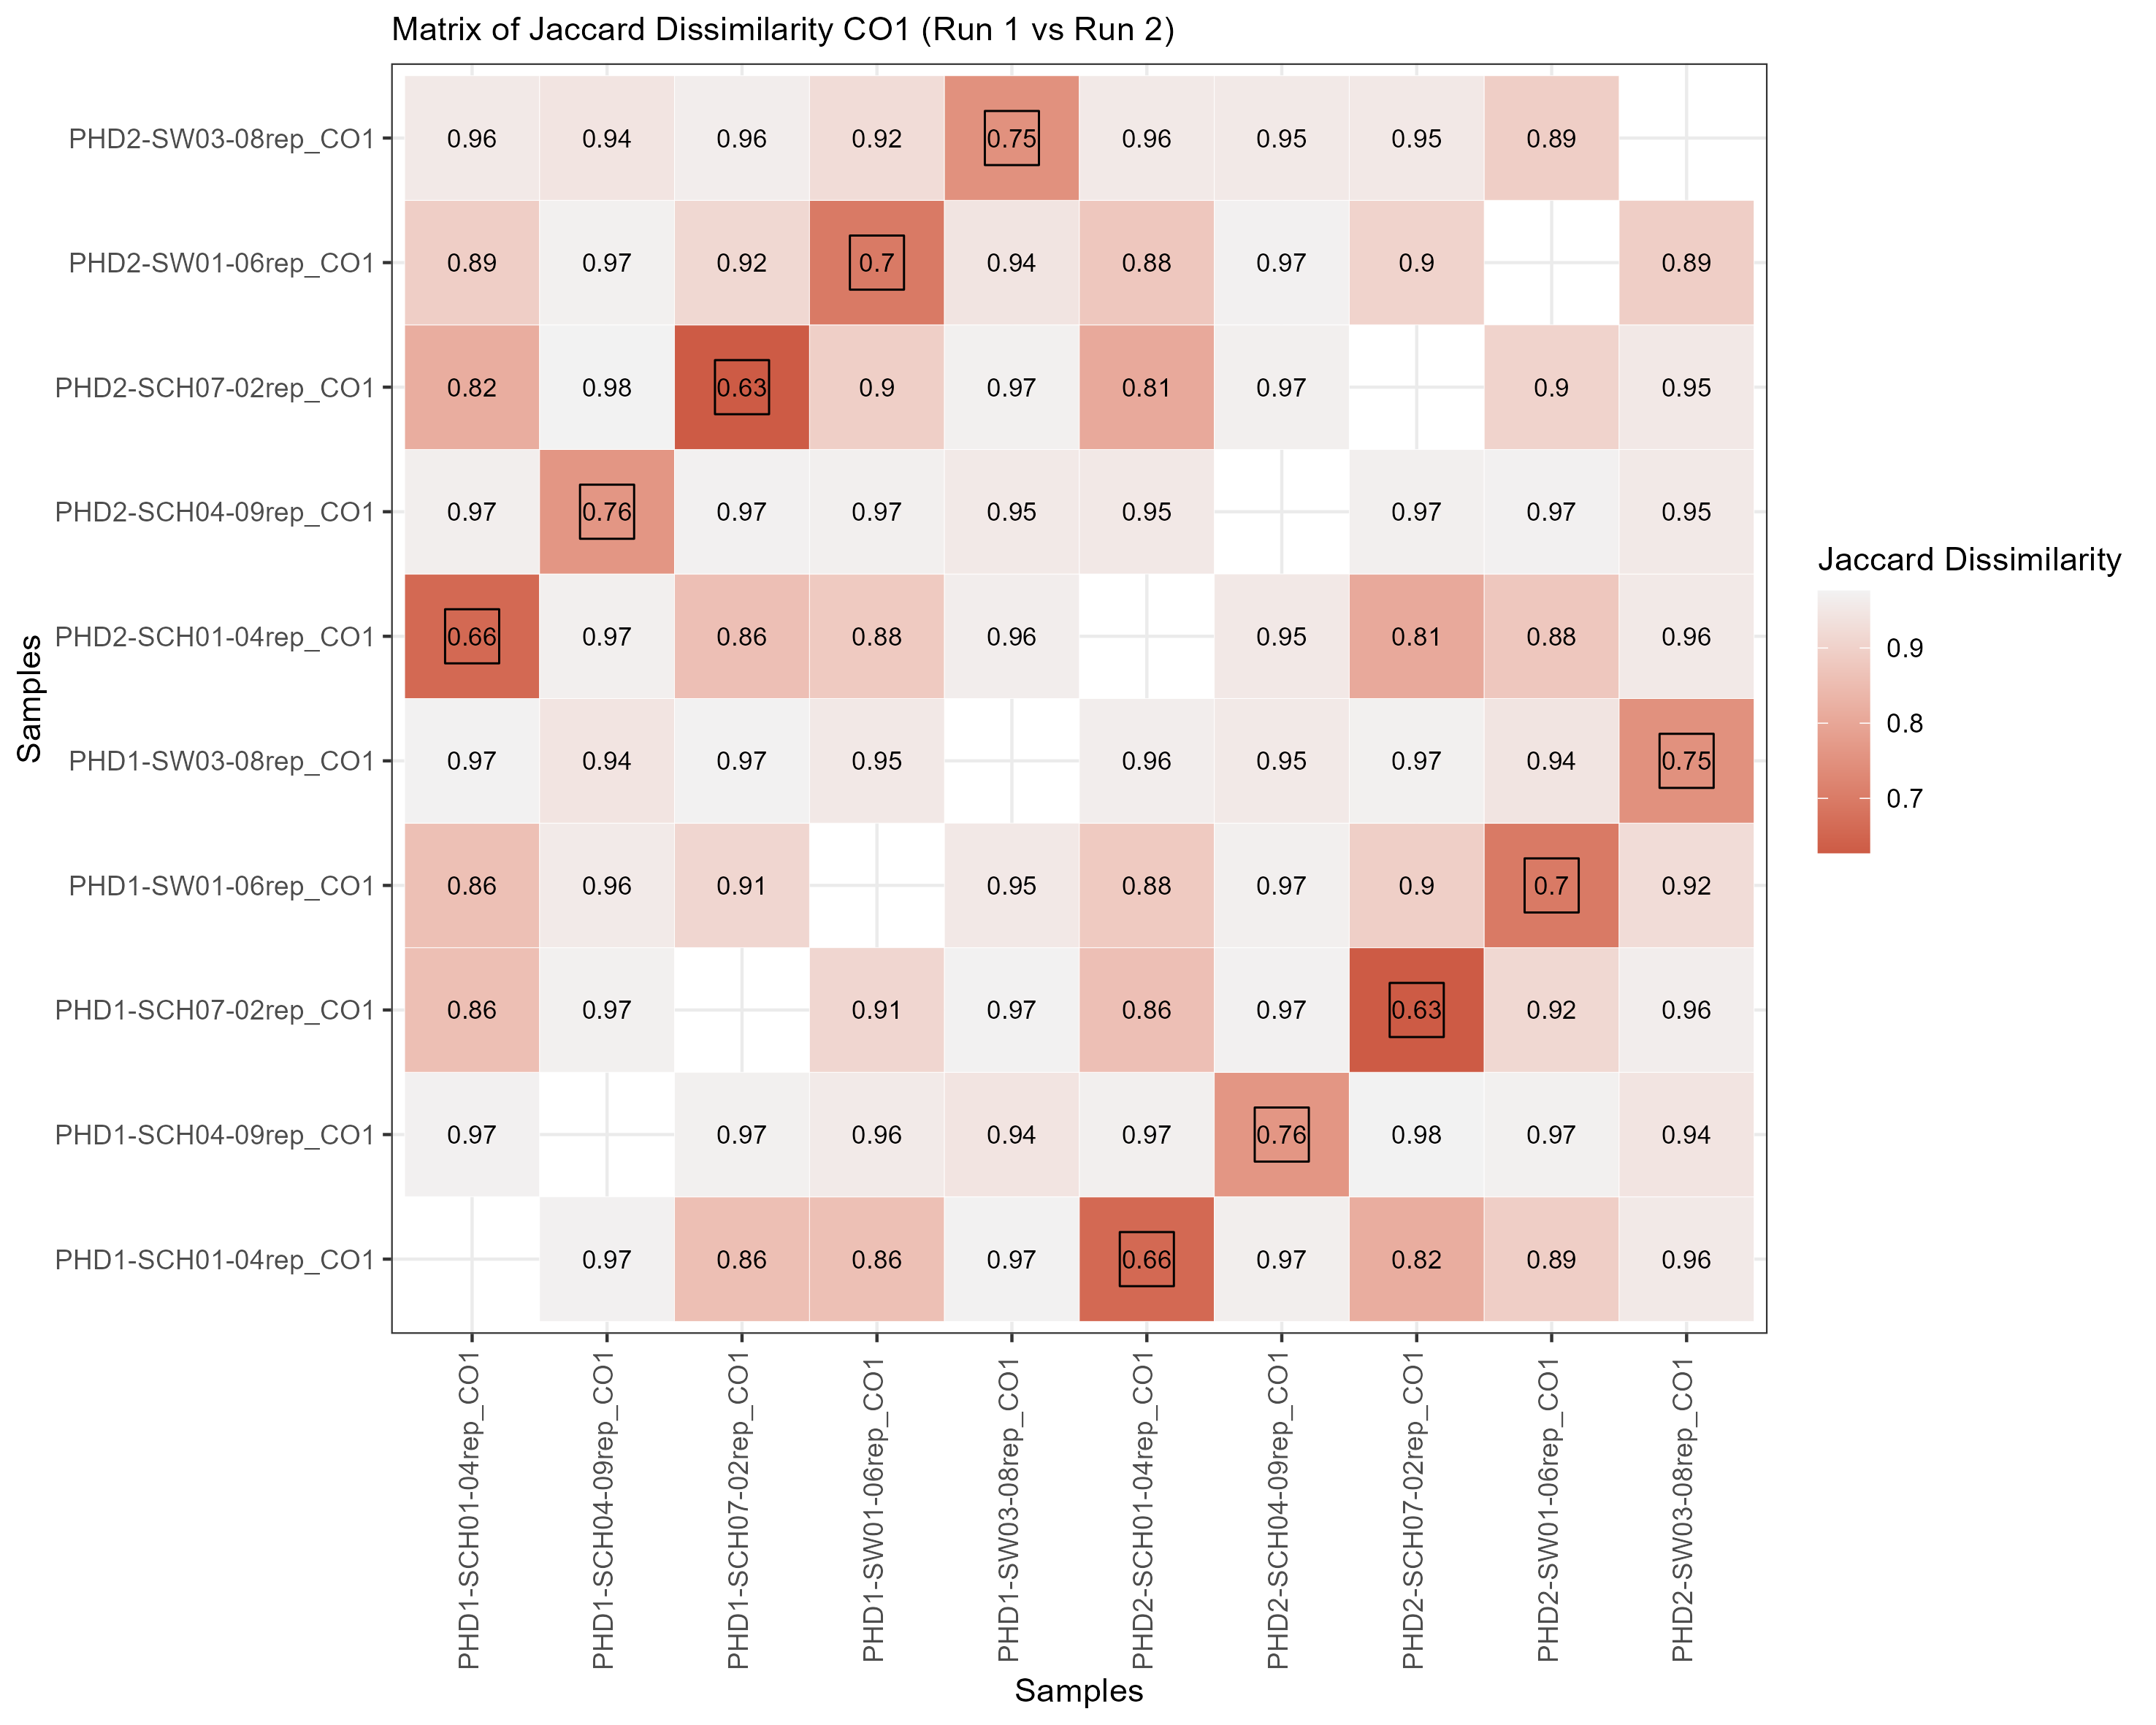 Matrix of Jaccard Dissimilarity CO1 (Run 1 vs Run 2)
Samples
PHD2-SW03-08rep_CO1 0.96 0.94 0.96 0.92 0.75 0.96 0.95 0.95 0.89
PHD2-SW01-06rep_CO1 0.89 0.97 0.92 0.7 0.94 0.88 0.97 0.9 0.89
PHD2-SCH07-02rep_CO1 0.82 0.98 0.63 0.9 0.97 0.81 0.97 0.9 0.95
PHD2-SCH04-09rep_CO1 0.97 0.76 0.97 0.97 0.95 0.95 0.97 0.97 0.95
PHD2-SCH01-04rep_CO1 0.66 0.97 0.86 0.88 0.96 0.95 0.81 0.88 0.96
PHD1-SW03-08rep_CO1 0.97 0.94 0.97 0.95 0.96 0.95 0.97 0.94 0.75
PHD1-SW01-06rep_CO1 0.86 0.96 0.91 0.95 0.88 0.97 0.9 0.7 0.92
PHD1-SCH07-02rep_CO1 0.86 0.97 0.91 0.97 0.86 0.97 0.63 0.92 0.96
PHD1-SCH04-09rep_CO1 0.97 0.97 0.96 0.94 0.97 0.76 0.98 0.97 0.94
PHD1-SCH01-04rep_CO1 0.97 0.86 0.86 0.97 0.66 0.97 0.82 0.89 0.96
PHD1-SCH01-04rep_CO1
PHD1-SCH04-09rep_CO1
PHD1-SCH07-02rep_CO1
PHD1-SW01-06rep_CO1
PHD1-SW03-08rep_CO1
PHD2-SCH01-04rep_CO1
PHD2-SCH04-09rep_CO1
PHD2-SCH07-02rep_CO1
PHD2-SW01-06rep_CO1
PHD2-SW03-08rep_CO1
Samples
Jaccard Dissimilarity
0.9
0.8
0.7